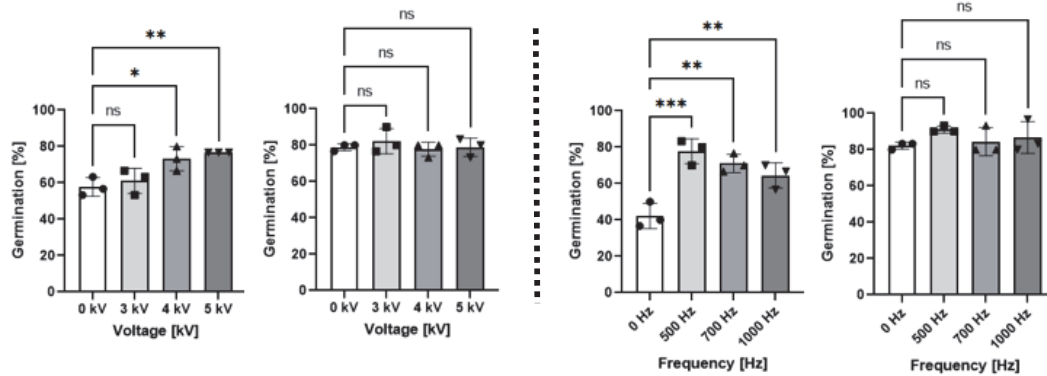 **
*
ns
100
80
60
40
20
0
Germination [%]
0 kV 3 kV 4 kV 5 kV
Voltage [kV]
ns
ns
ns
100
80
60
40
20
0
Germination [%]
0 kV 3 kV 4 kV 5 kV
Voltage [kV]
**
**
***
100
80
60
40
20
0
Germination [%]
0 Hz 500 Hz 700 Hz 1000 Hz
Frequency [Hz]
ns
ns
ns
100
80
60
40
20
0
Germination [%]
0 Hz 500 Hz 700 Hz 1000 Hz
Frequency [Hz]